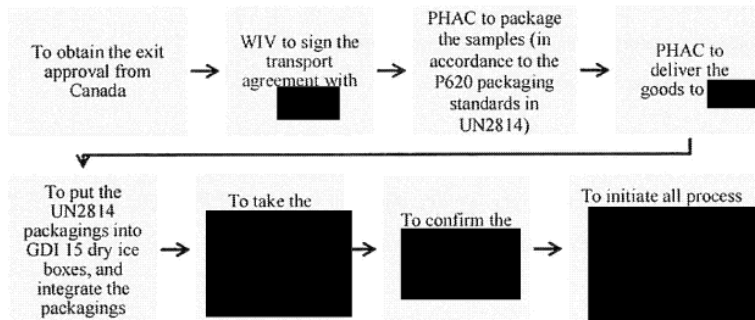 To obtain the exit
approval from
Canada
WIV to sign the
transport
agreement with
PHAC to package
the samples (in
accordance to the
P620 packaging
standards in
UN2814)
PHAC to
deliver the
goods to
To put the
UN2814
packagings into
GDI 15 dry ice
boxes, and
integrate the
packagings
To take the
To confirm the
To initiate all process